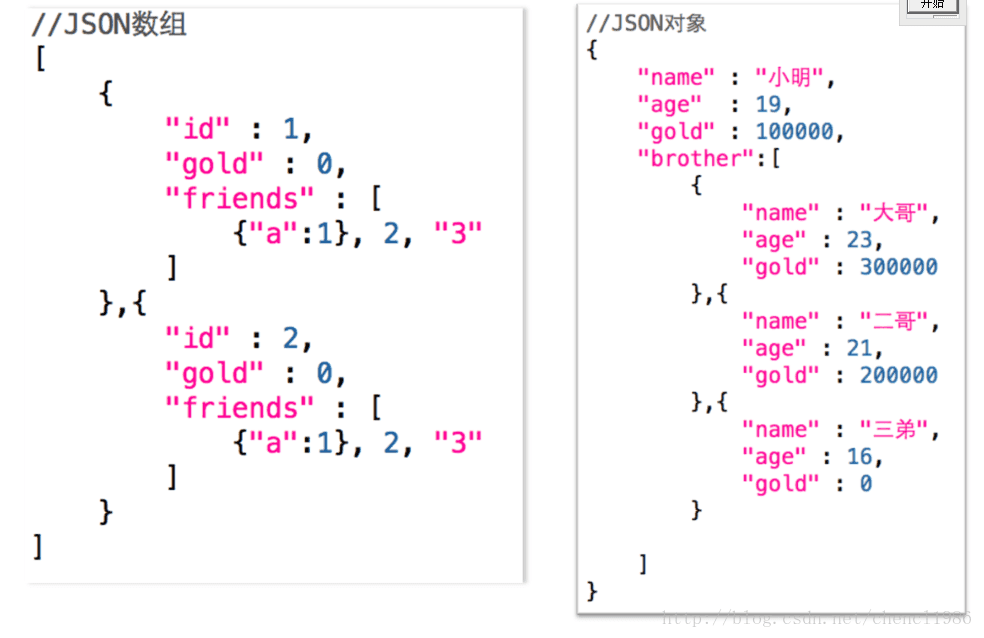 //JSON数组
[
    {
        "id" : 1,
        "gold" : 0,
        "friends" : [
            {"a":1}, 2, "3"
        ]
    },{
        "id" : 2,
        "gold" : 0,
        "friends" : [
            {"a":1}, 2, "3"
        ]
    }
]
开始
//JSON对象
{
    "name" : "小明",
    "age"  : 19,
    "gold" : 100000,
    "brother":[
        {
            "name" : "大哥",
            "age" : 23,
            "gold" : 300000
        },{
            "name" : "二哥",
            "age" : 21,
            "gold" : 200000
        },{
            "name" : "三弟",
            "age" : 16,
            "gold" : 0
        }
    ]
}
http://blog.csdn.net/chencl1986